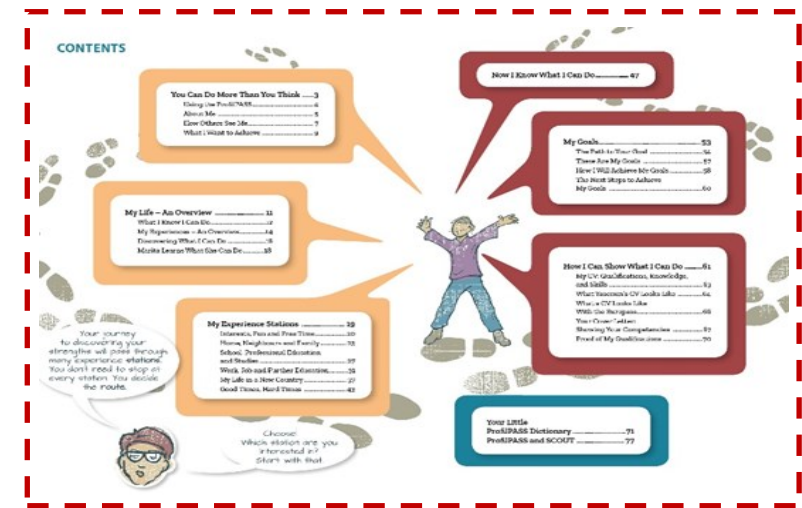 CONTENTS
You Can Do More Than You Think ......3
Using the ProfilPASS......4
About Me ......5
How Others See Me......7
What I Want to Achieve ......9
My Life – An Overview ......11
What I Know I Can Do......12
My Experiences – An Overview......14
Discovering What I Can Do ......16
Marita Learns What She Can Do......18
My Experience Stations ......19
Interests, Fun and Free Time......20
Home, Neighbours and Family......23
School, Professional Education
and Studies ......27
Work, Job and Further Education......32
My Life in a New Country......37
Good Times, Hard Times ......42
Your journey
to discovering your
strengths will pass through
many experience stations.
You don't need to stop at
every station. You decide
the route.
Choose!
Which station are you
interested in?
Start with that
Now I Know What I Can Do......47
My Goals......53
The Path to Your Goal ......54
These Are My Goals ......57
How I Will Achieve My Goals ......58
The Next Steps to Achieve
My Goals ......60
How I Can Show What I Can Do ......61
My CV: Qualifications, Knowledge,
and Skills ......63
What Yasemin's CV Looks Like ......64
What a CV Looks Like
With the Europass ......66
Your Cover Letter:
Showing Your Competencies ......67
Proof of My Qualifications ......70
Your Little
ProfilPASS Dictionary ......71
ProfilPASS and SCOUT ......77